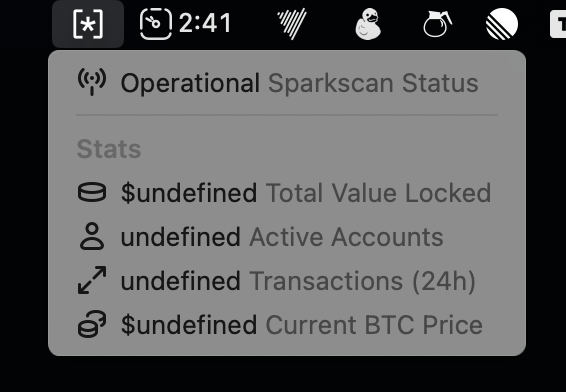 [*] 2:41
Operational Sparkscan Status
Stats
$undefined Total Value Locked
undefined Active Accounts
undefined Transactions (24h)
$undefined Current BTC Price